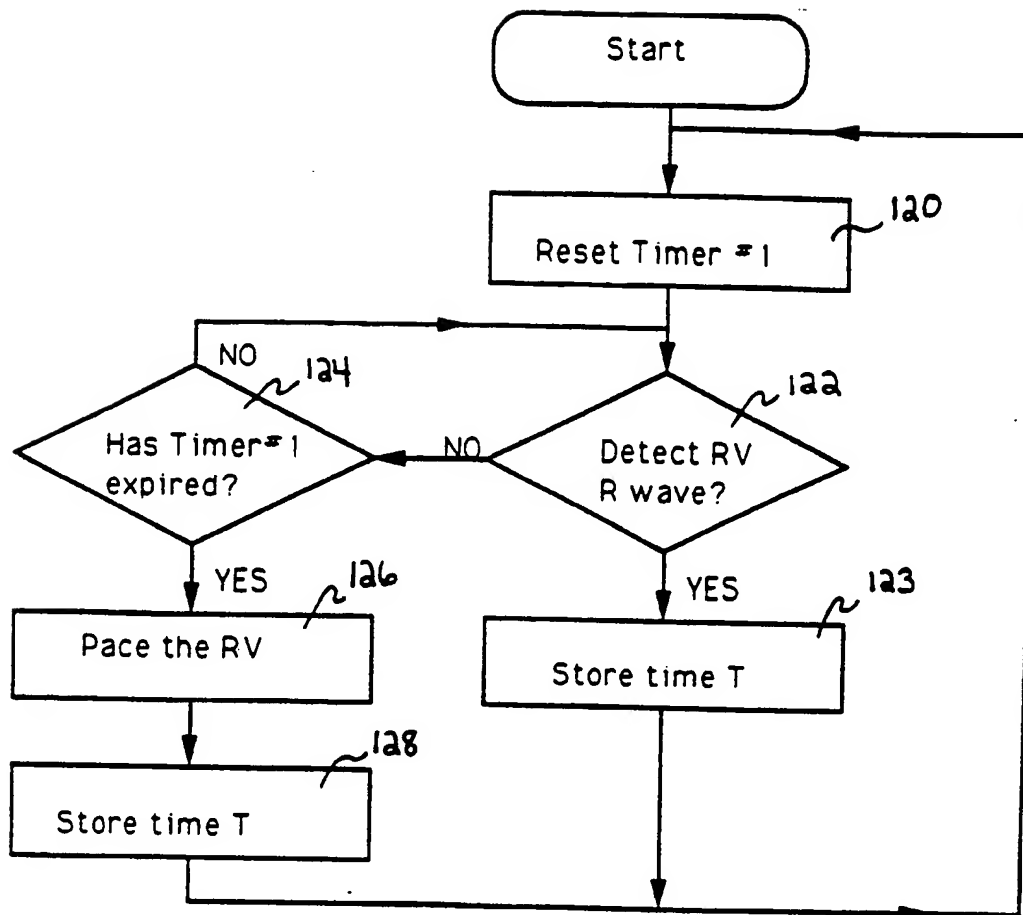 Start
120
Reset Timer #1
NO
124
Has Timer #1
expired?
NO
122
Detect RV
R wave?
YES
126
Pace the RV
YES
123
Store time T
128
Store time T